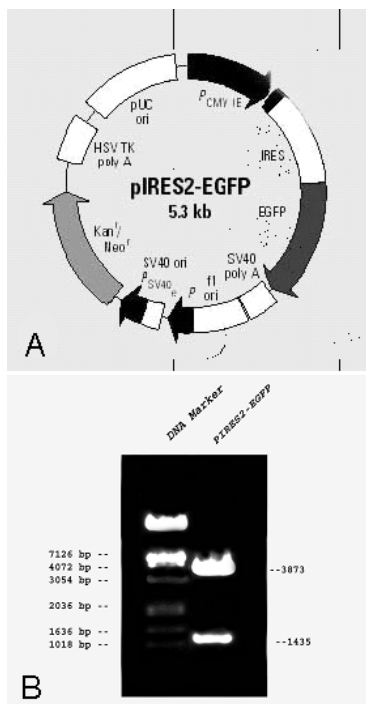 P CMV IE
pUC
ori
HSV TK
poly A
IRES
pIRES2-EGFP
5.3 kb
EGFP
Kanr/
Neor
SV40 ori
P SV40 e
P
f1
ori
SV40
poly A
A
DNA Marker
PIRES2-EGFP
7126 bp --
4072 bp --
3054 bp --
2036 bp --
1636 bp --
1018 bp --
--3873
--1435
B